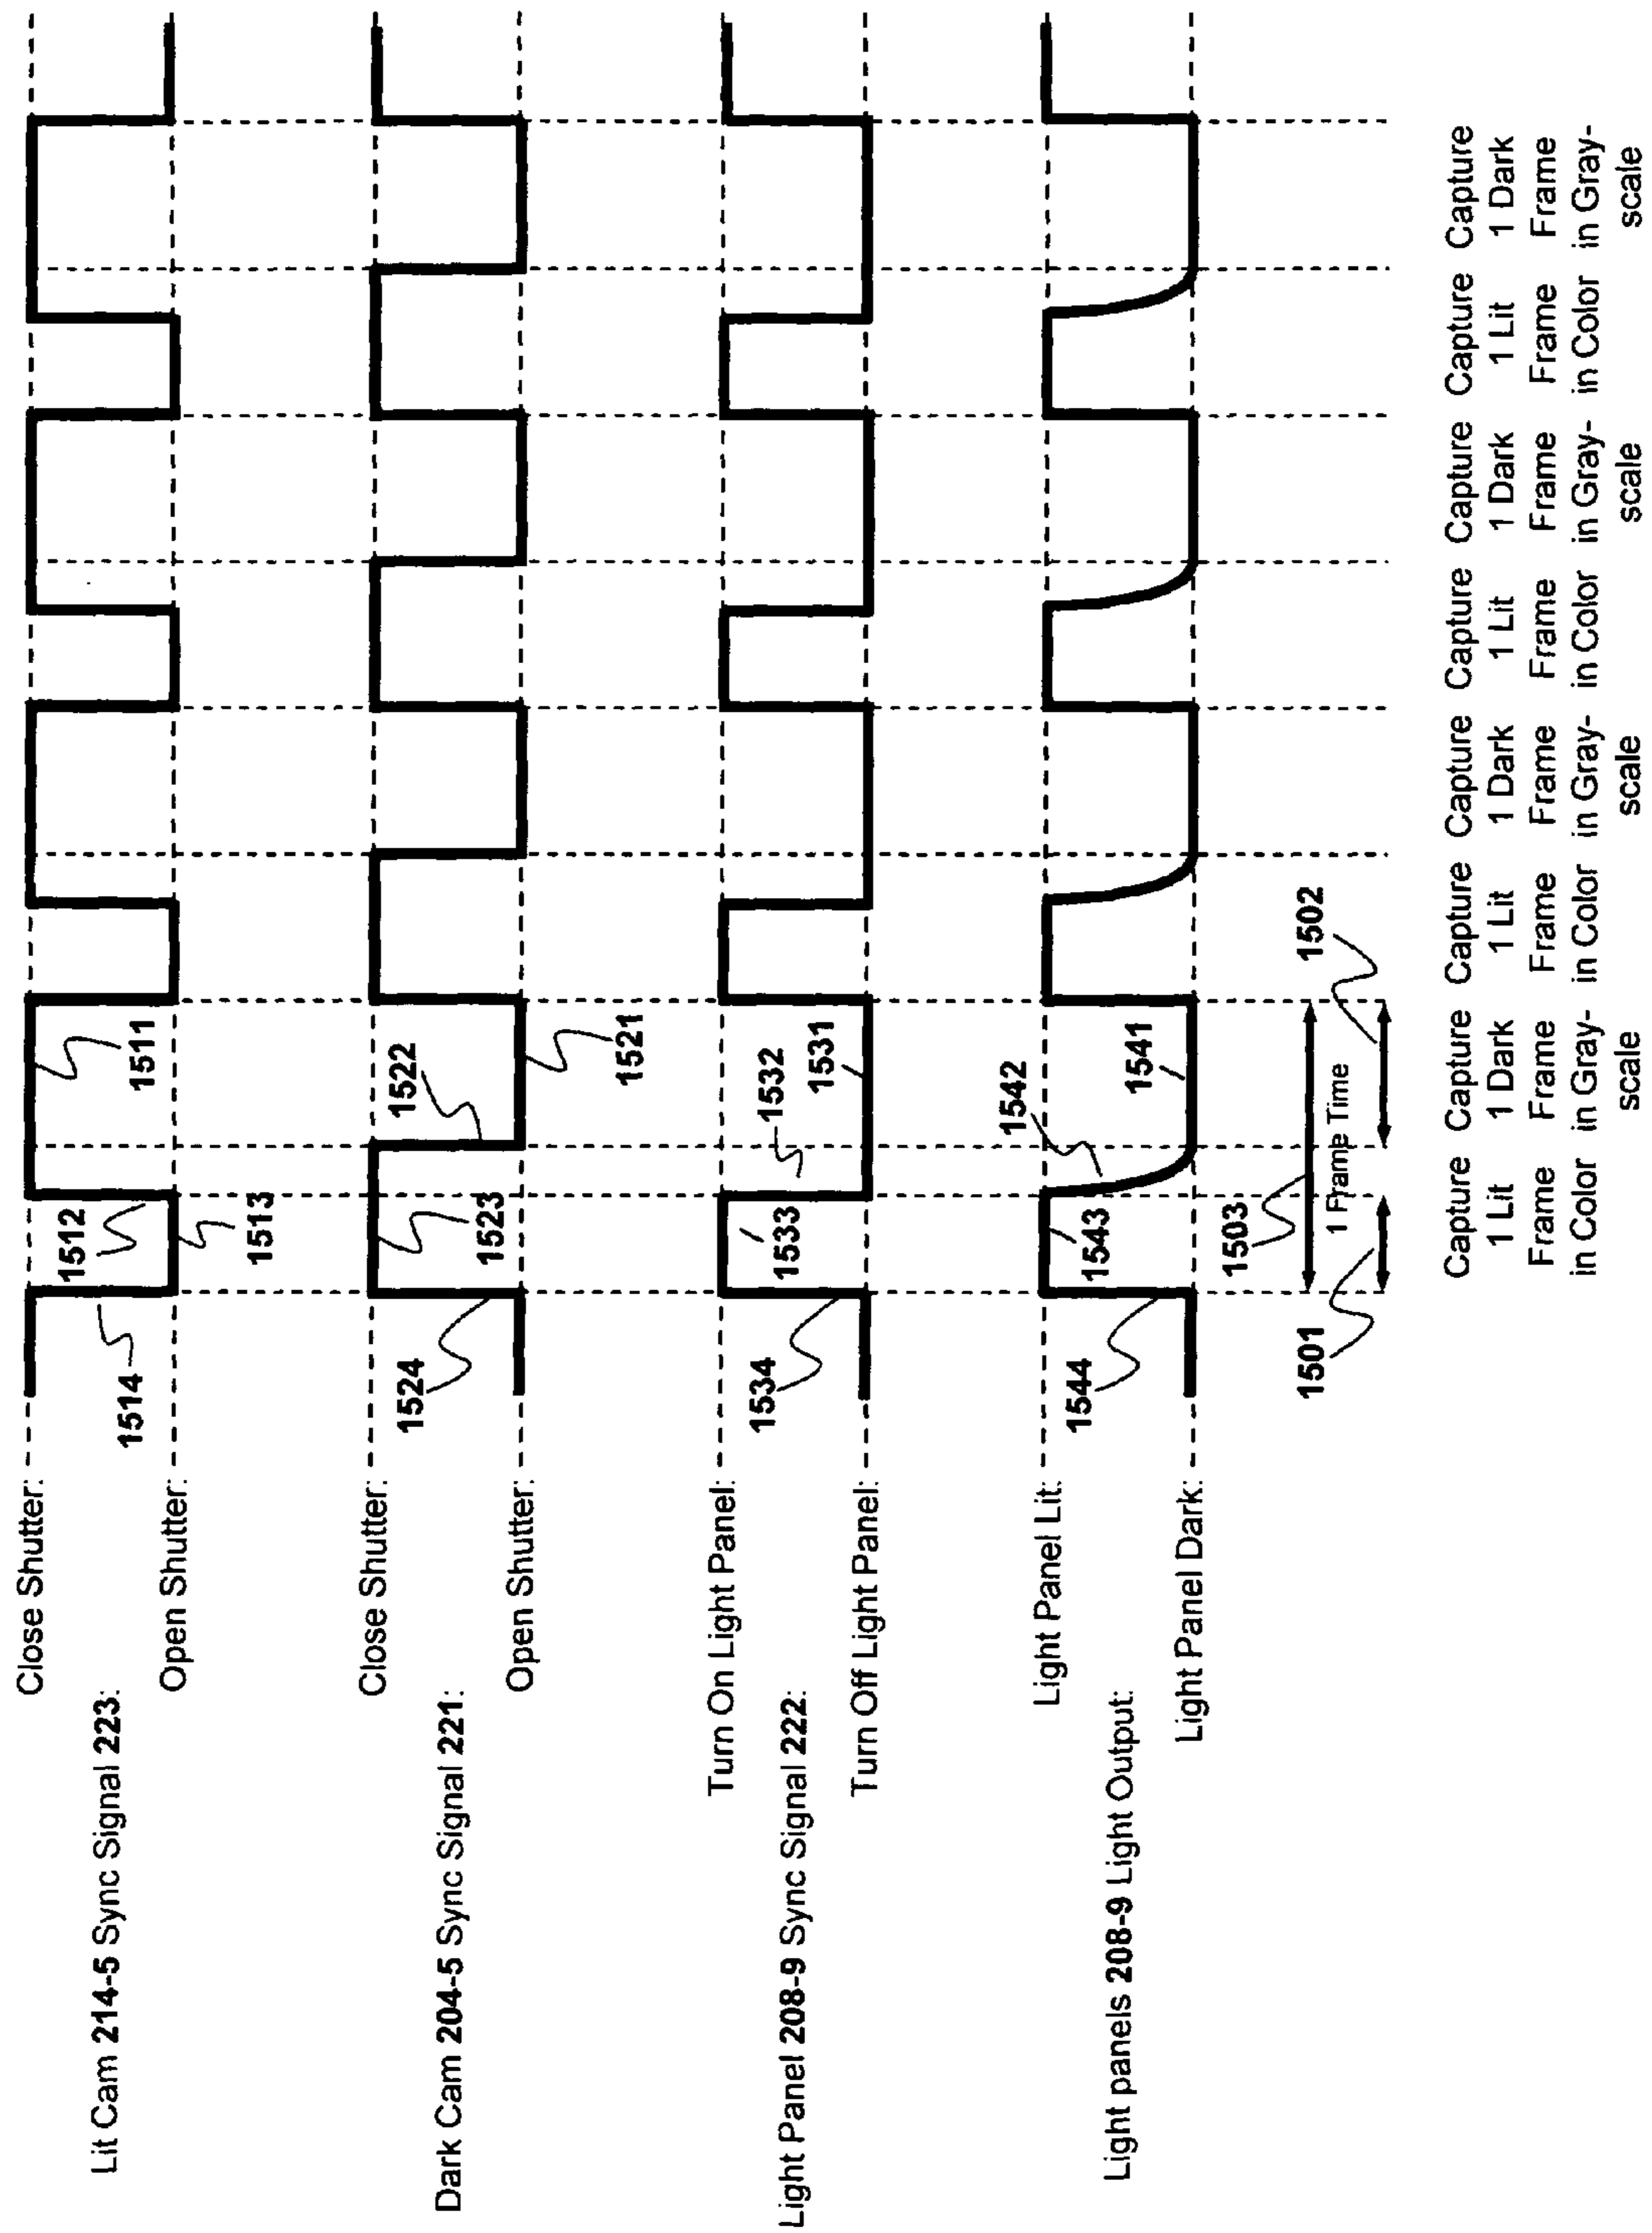 Close Shutter:
Lit Cam 214-5 Sync Signal 223:
Open Shutter:
1514
1512
1513
1511
Close Shutter:
Dark Cam 204-5 Sync Signal 221:
Open Shutter:
1524
1523
1522
1521
Turn On Light Panel:
Light Panel 208-9 Sync Signal 222:
Turn Off Light Panel:
1534
1533
1532
1531
Light Panel Lit:
Light panels 208-9 Light Output:
Light Panel Dark:
1544
1543
1542
1541
1503
1 Frame Time
1501
1502
Capture
1 Lit
Frame
in Color
Capture
1 Dark
Frame
in Gray-
scale
Capture
1 Lit
Frame
in Color
Capture
1 Dark
Frame
in Gray-
scale
Capture
1 Lit
Frame
in Color
Capture
1 Dark
Frame
in Gray-
scale
Capture
1 Lit
Frame
in Color
Capture
1 Dark
Frame
in Gray-
scale